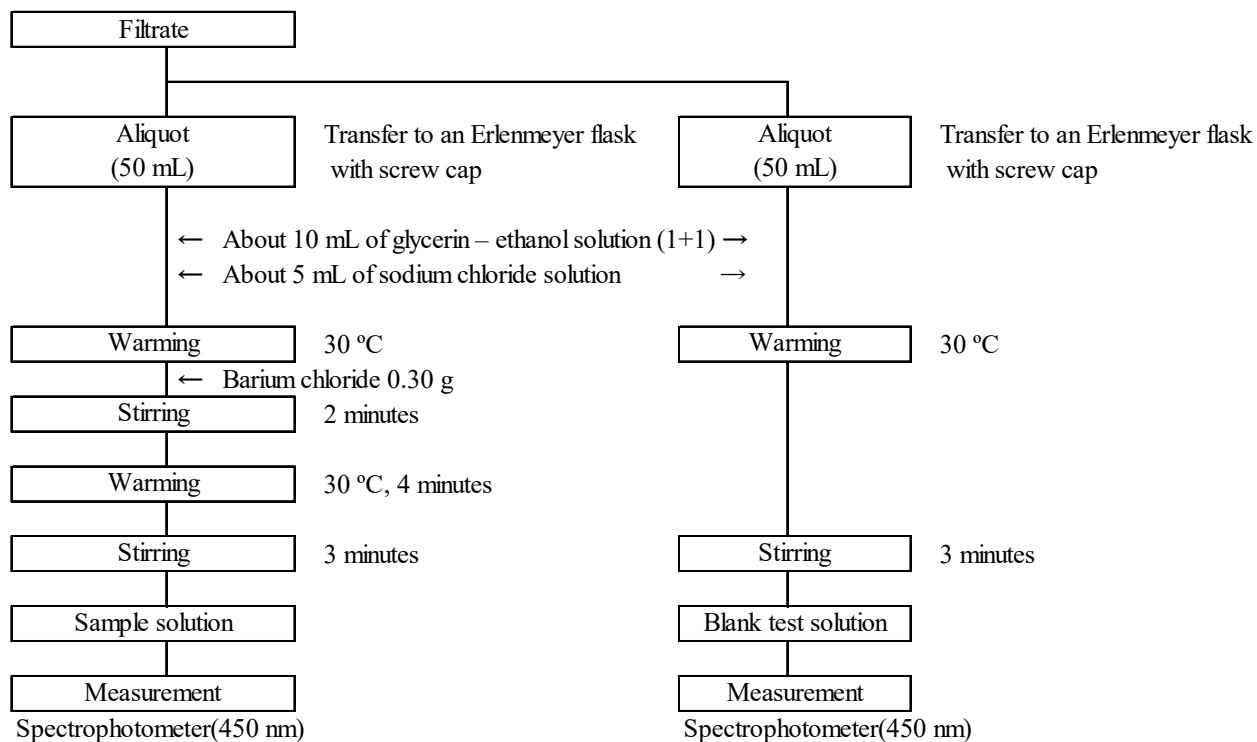 Filtrate
Aliquot
(50 mL)
Transfer to an Erlenmeyer flask
with screw cap
Aliquot
(50 mL)
Transfer to an Erlenmeyer flask
with screw cap
← About 10 mL of glycerin – ethanol solution (1+1) →
← About 5 mL of sodium chloride solution →
Warming 30 ºC
Warming 30 ºC
← Barium chloride 0.30 g
Stirring 2 minutes
Warming 30 ºC, 4 minutes
Stirring 3 minutes
Stirring 3 minutes
Sample solution
Blank test solution
Measurement
Measurement
Spectrophotometer(450 nm)
Spectrophotometer(450 nm)